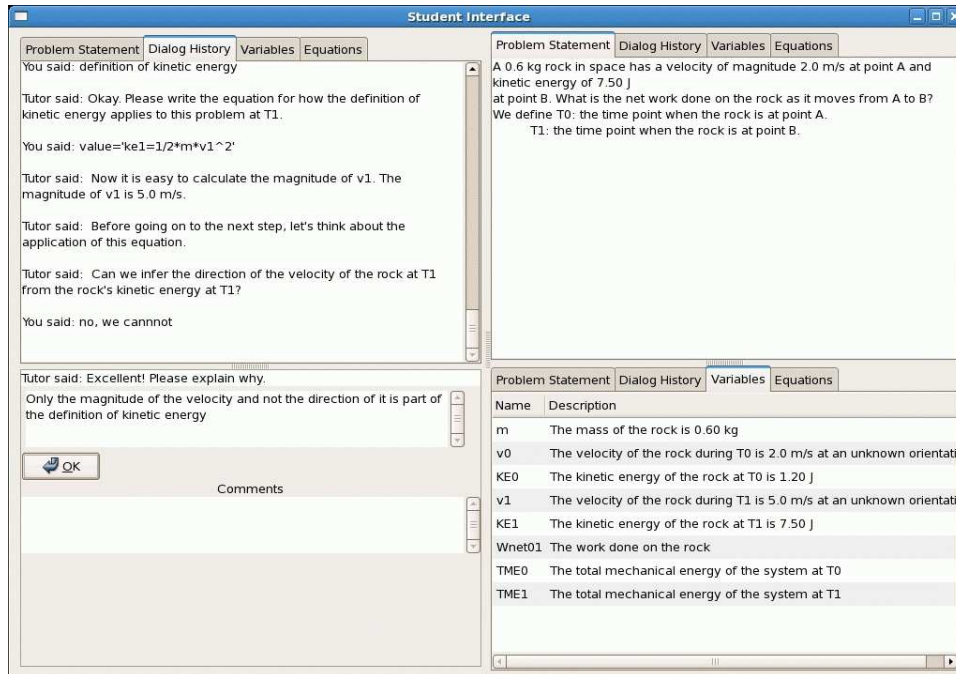 Student Interface
Problem Statement Dialog History Variables Equations
You said: definition of kinetic energy
Tutor said: Okay. Please write the equation for how the definition of
kinetic energy applies to this problem at T1.
You said: value='ke1=1/2*m*v1^2'
Tutor said: Now it is easy to calculate the magnitude of v1. The
magnitude of v1 is 5.0 m/s.
Tutor said: Before going on to the next step, let's think about the
application of this equation.
Tutor said: Can we infer the direction of the velocity of the rock at T1
from the rock's kinetic energy at T1?
You said: no, we cannnot
Tutor said: Excellent! Please explain why.
Only the magnitude of the velocity and not the direction of it is part of
the definition of kinetic energy
OK
Comments
Problem Statement Dialog History Variables Equations
A 0.6 kg rock in space has a velocity of magnitude 2.0 m/s at point A and
kinetic energy of 7.50 J
at point B. What is the net work done on the rock as it moves from A to B?
We define T0: the time point when the rock is at point A.
T1: the time point when the rock is at point B.
Problem Statement Dialog History Variables Equations
Name Description
m The mass of the rock is 0.60 kg
v0 The velocity of the rock during T0 is 2.0 m/s at an unknown orientati
KE0 The kinetic energy of the rock at T0 is 1.20 J
v1 The velocity of the rock during T1 is 5.0 m/s at an unknown orientati
KE1 The kinetic energy of the rock at T1 is 7.50 J
Wnet01 The work done on the rock
TME0 The total mechanical energy of the system at T0
TME1 The total mechanical energy of the system at T1